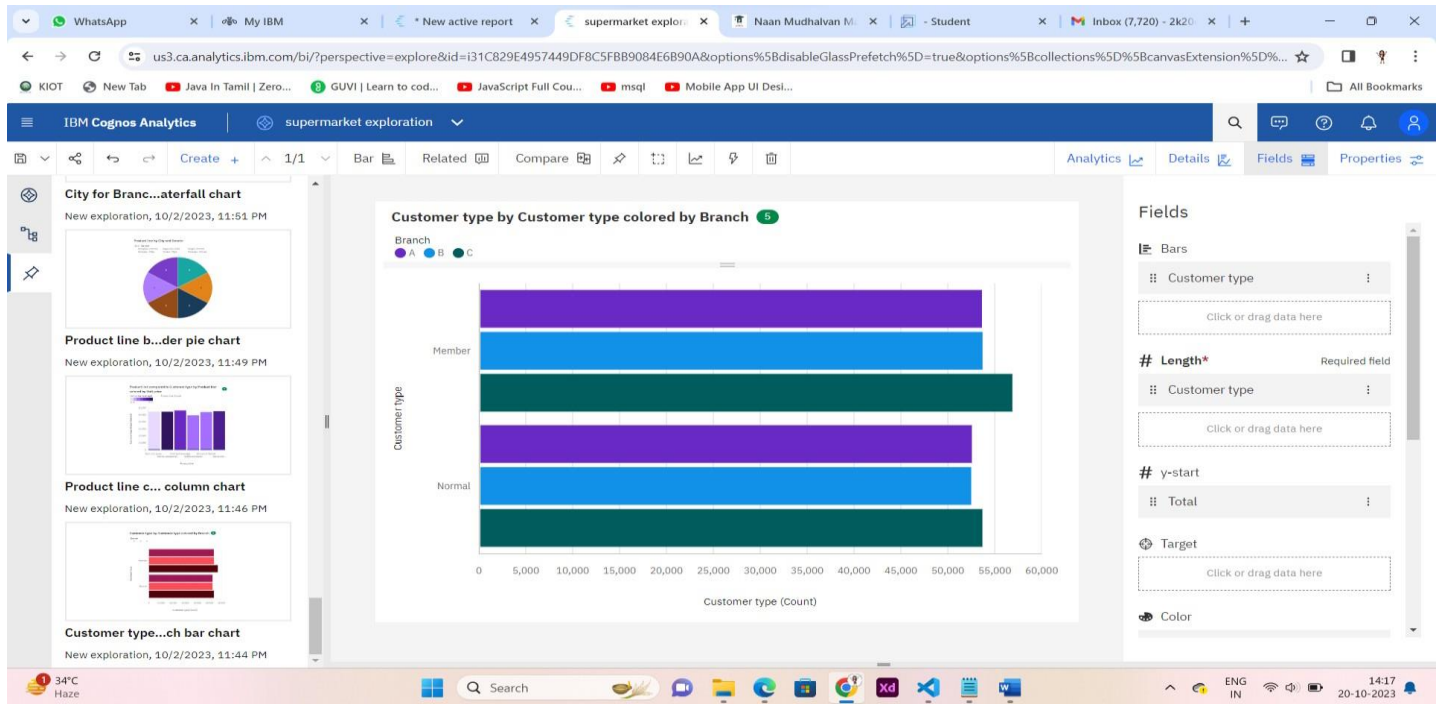 WhatsApp
My IBM
* New active report
supermarket explora
Naan Mudhalvan M
- Student
Inbox (7,720) - 2k20
us3.ca.analytics.ibm.com/bi/?perspective=explore&id=i31C829E4957449DF8C5FBB9084E6B90A&options%5BdisableGlassPrefetch%5D=true&options%5Bcollections%5D%5BcanvasExtension%5D%...
KIOT
New Tab
Java In Tamil | Zero...
GUVI | Learn to cod...
JavaScript Full Cou...
msql
Mobile App UI Desi...
All Bookmarks
IBM Cognos Analytics
supermarket exploration
Create +
1/1
Bar
Related
Compare
Analytics
Details
Fields
Properties
City for Branc...aterfall chart
New exploration, 10/2/2023, 11:51 PM
Product line b...der pie chart
New exploration, 10/2/2023, 11:49 PM
Product line c... column chart
New exploration, 10/2/2023, 11:46 PM
Customer type...ch bar chart
New exploration, 10/2/2023, 11:44 PM
Customer type by Customer type colored by Branch 5
Branch
A B C
Customer type
Member
Normal
0 5,000 10,000 15,000 20,000 25,000 30,000 35,000 40,000 45,000 50,000 55,000 60,000
Customer type (Count)
Fields
Bars
Customer type
Click or drag data here
# Length* Required field
Customer type
Click or drag data here
# y-start
Total
Target
Click or drag data here
Color
1
34°C
Haze
Search
Xd
ENG
IN
14:17
20-10-2023